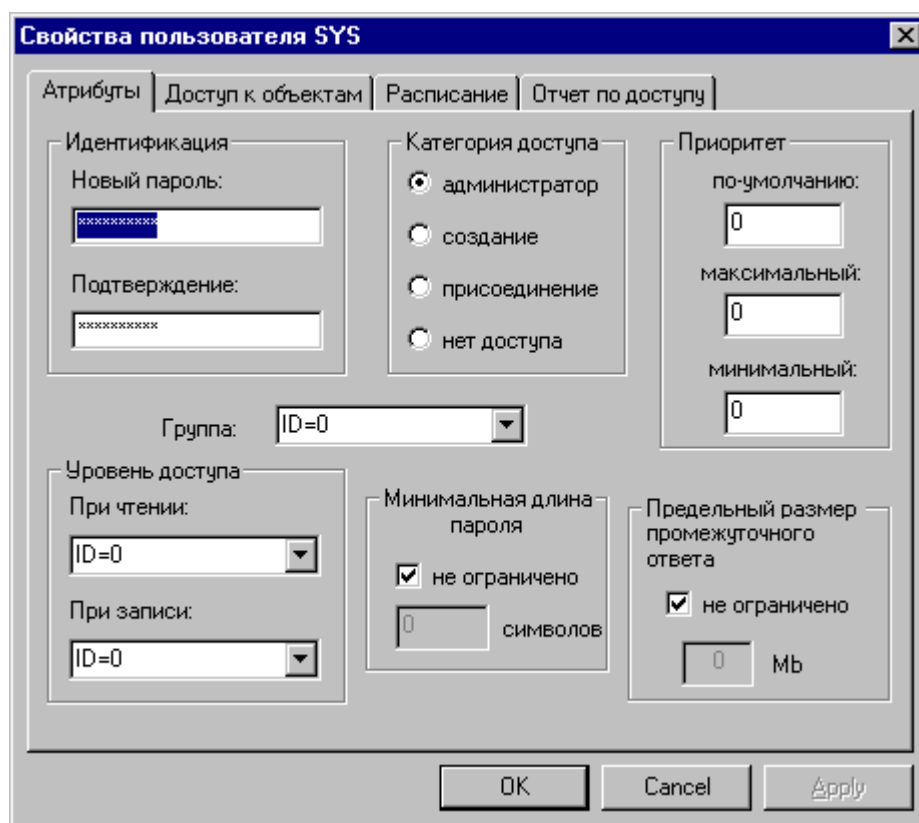 Свойства пользователя SYS
Атрибуты Доступ к объектам Расписание Отчет по доступу
Идентификация
Новый пароль:
**********
Подтверждение:
**********
Категория доступа
администратор
создание
присоединение
нет доступа
Приоритет
по-умолчанию:
0
максимальный:
0
минимальный:
0
Группа: ID=0
Уровень доступа
При чтении:
ID=0
При записи:
ID=0
Минимальная длина
пароля
не ограничено
0 символов
Предельный размер
промежуточного
ответа
не ограничено
0 Mb
OK Cancel Apply